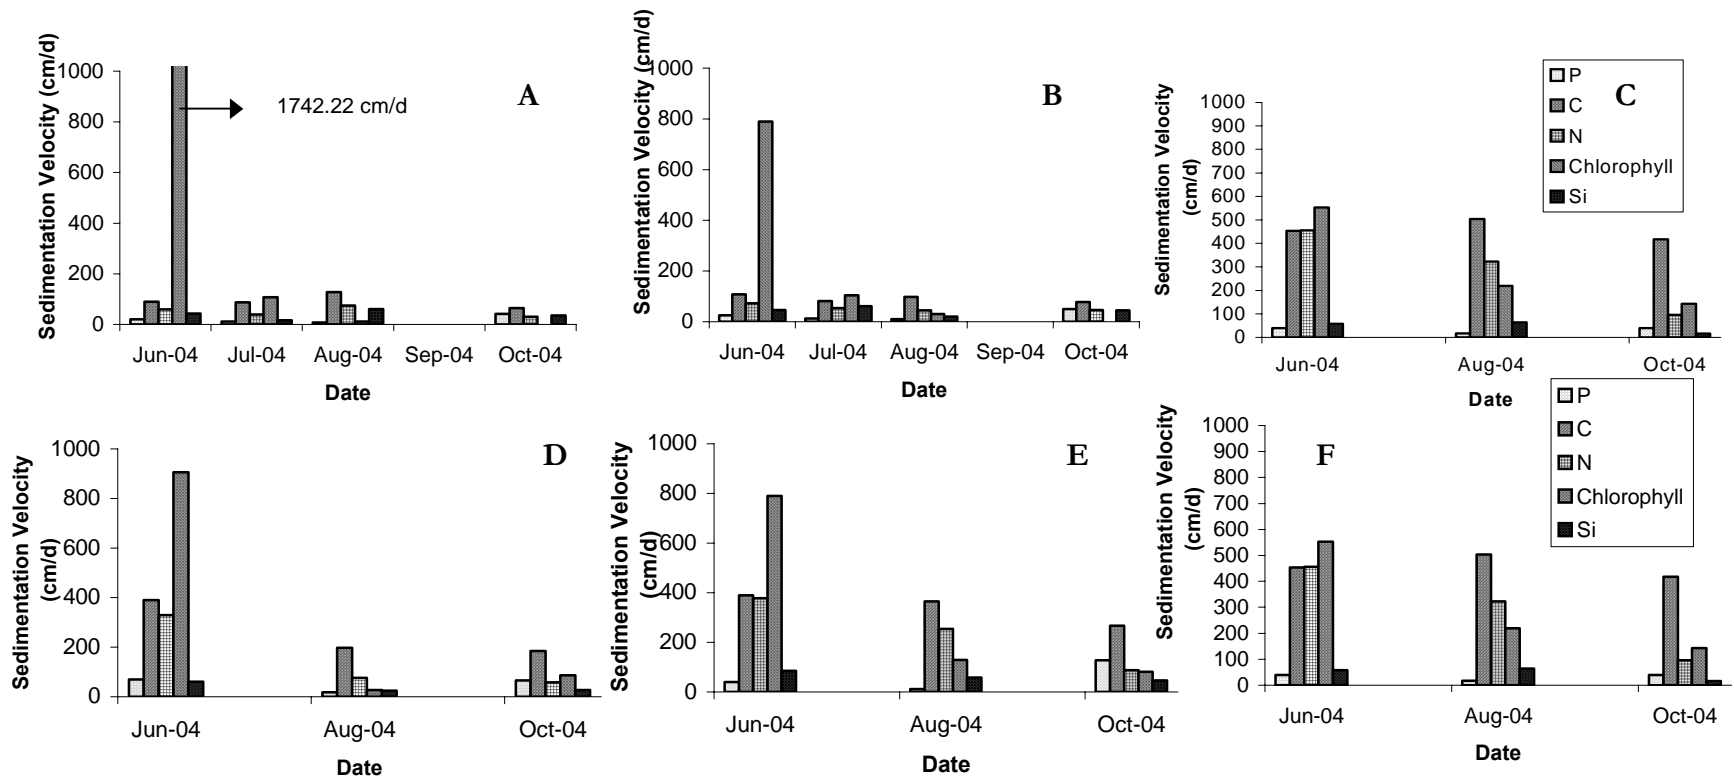 Sedimentation Velocity (cm/d)
1000
800
600
400
200
0
1742.22 cm/d
A
Jun-04 Jul-04 Aug-04 Sep-04 Oct-04
Date
Sedimentation Velocity (cm/d)
1000
800
600
400
200
0
B
Jun-04 Jul-04 Aug-04 Sep-04 Oct-04
Date
Sedimentation Velocity
(cm/d)
1000
900
800
700
600
500
400
300
200
100
0
C
P
C
N
Chlorophyll
Si
Jun-04 Aug-04 Oct-04
Date
Sedimentation Velocity
(cm/d)
1000
800
600
400
200
0
D
Jun-04 Aug-04 Oct-04
Date
Sedimentation Velocity
(cm/d)
1000
800
600
400
200
0
E
Jun-04 Aug-04 Oct-04
Date
Sedimentation Velocity
(cm/d)
1000
900
800
700
600
500
400
300
200
100
0
F
P
C
N
Chlorophyll
Si
Jun-04 Aug-04 Oct-04
Date